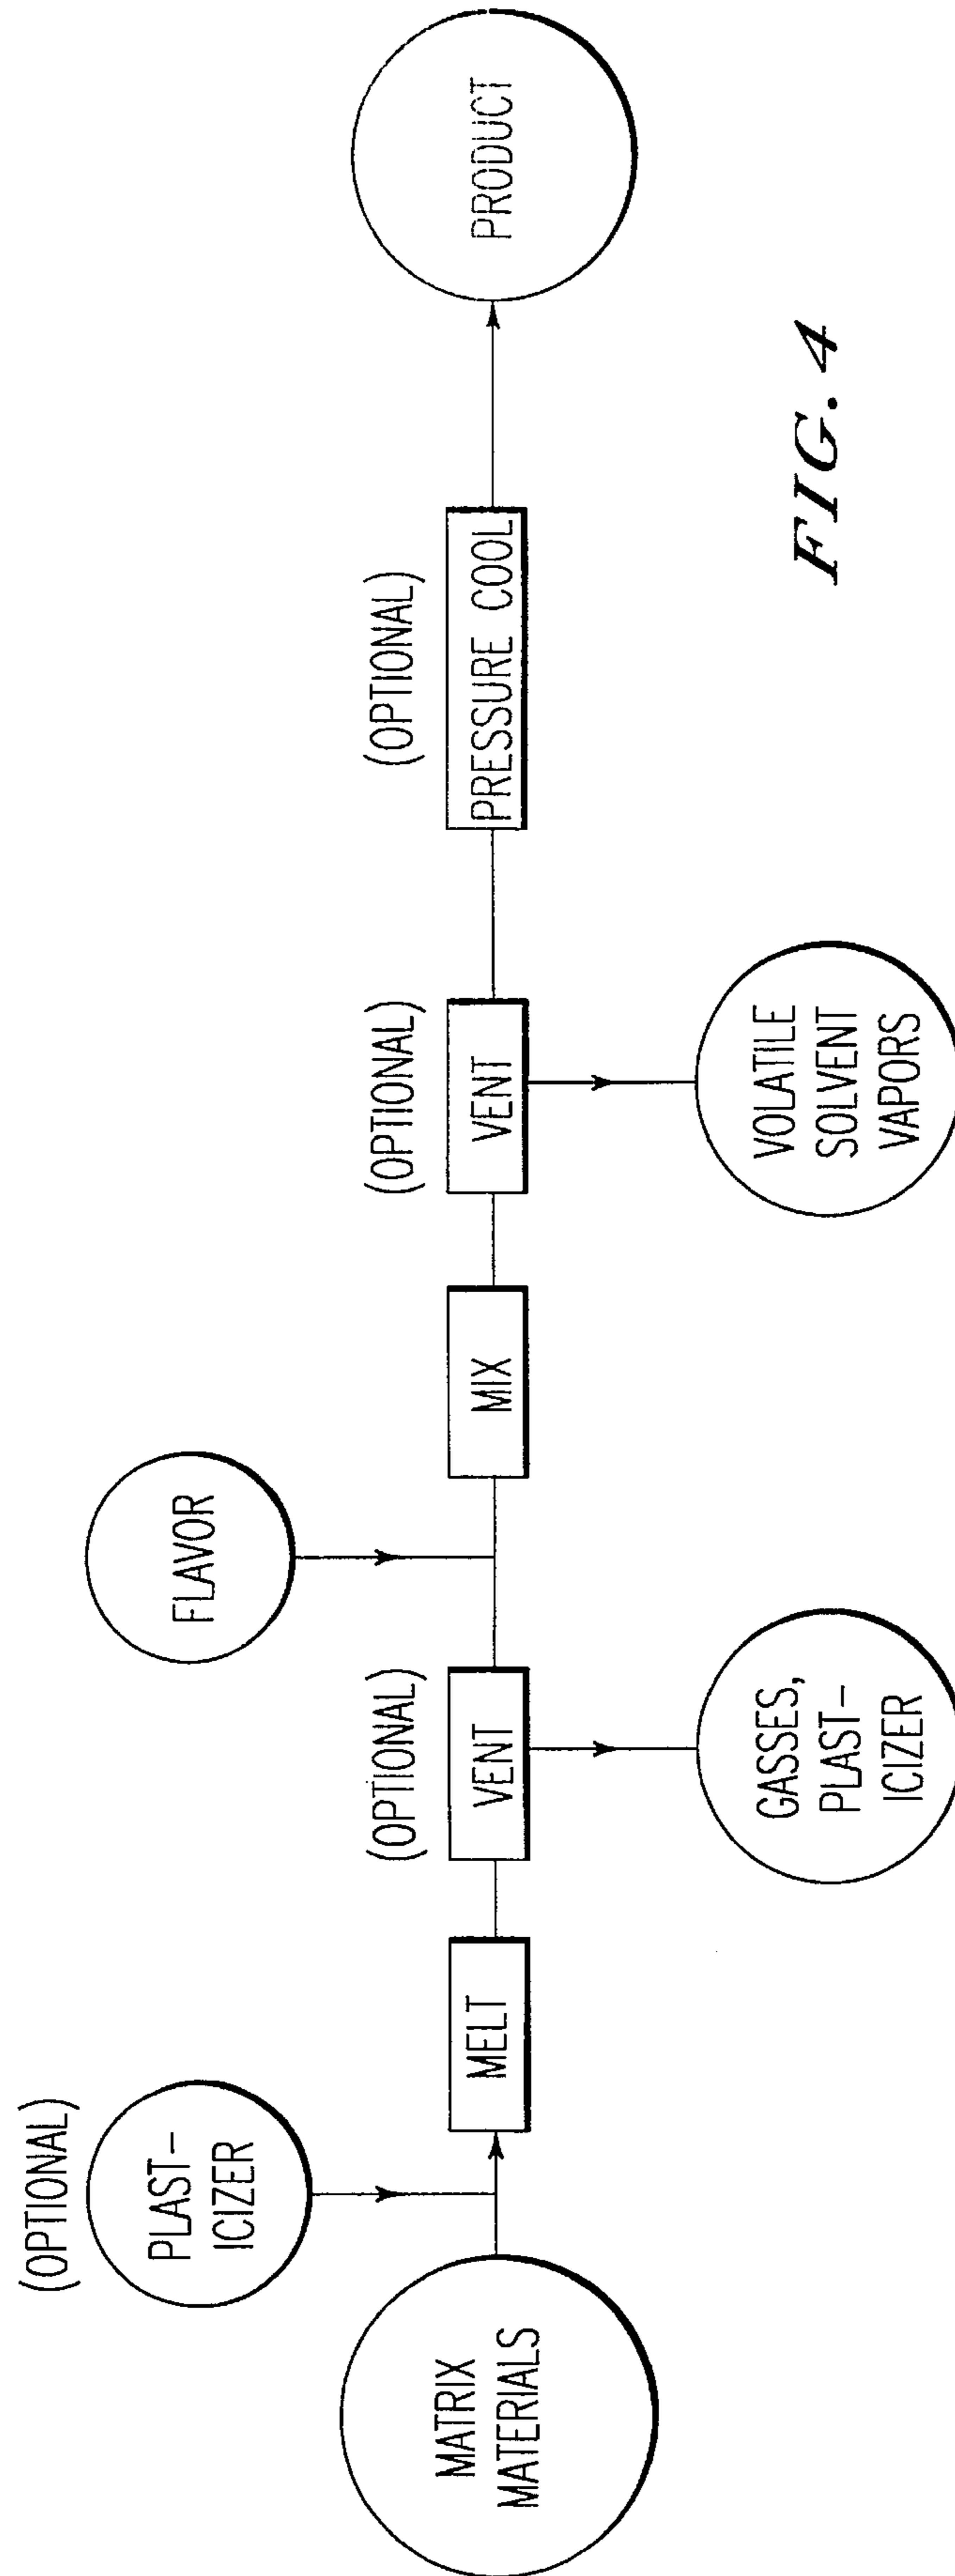 (OPTIONAL)
PLAST-
ICIZER
MATRIX
MATERIALS
MELT
(OPTIONAL)
VENT
GASSES,
PLAST-
ICIZER
FLAVOR
MIX
(OPTIONAL)
VENT
VOLATILE
SOLVENT
VAPORS
(OPTIONAL)
PRESSURE COOL
PRODUCT
FIG. 4